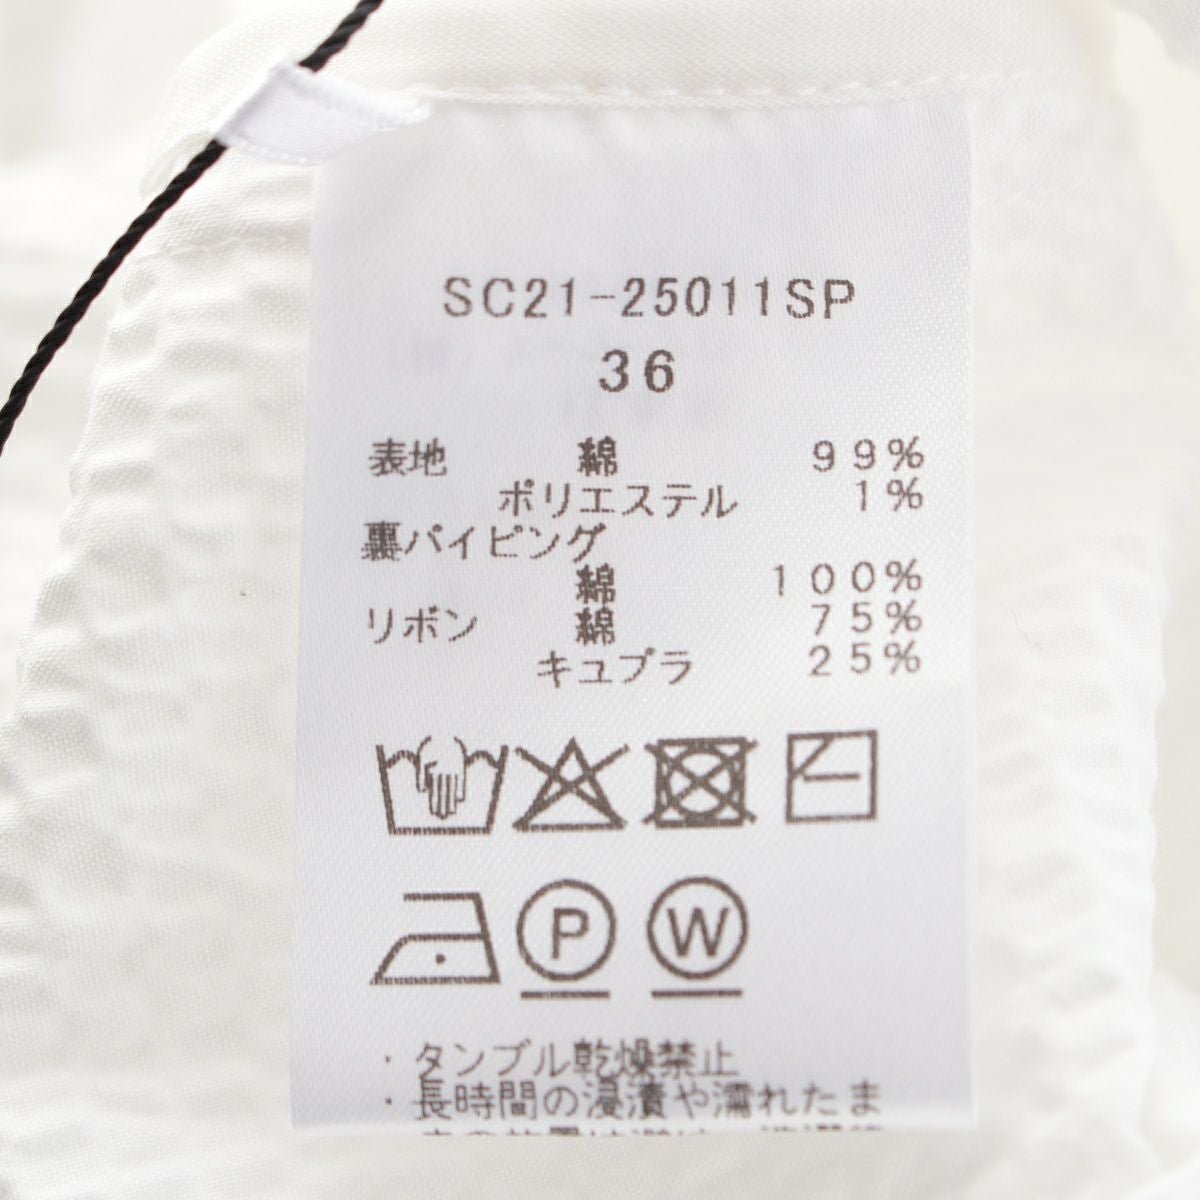 SC21-25011SP
36
表地 綿 99%
ポリエステル 1%
裏パイピング
綿 100%
リボン 綿 75%
キュプラ 25%
P W
・タンブル乾燥禁止
・長時間の浸漬や濡れたま